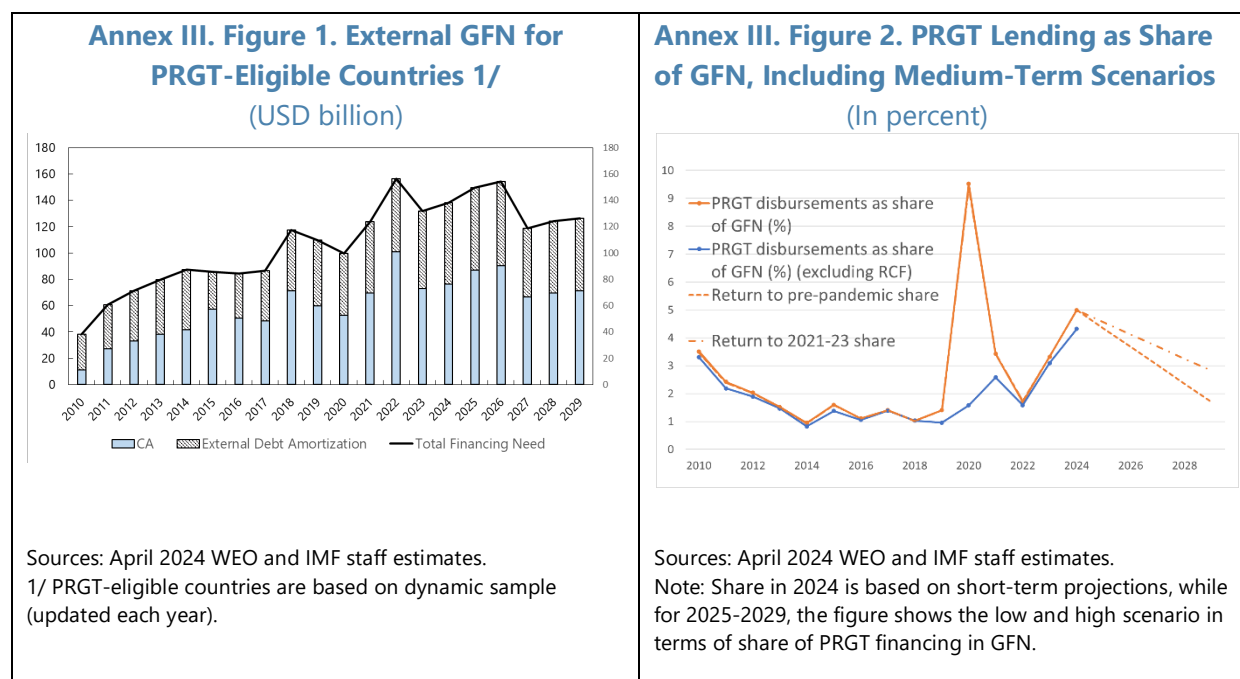 Annex III. Figure 1. External GFN for
PRGT-Eligible Countries 1/
(USD billion)
180
160
140
120
100
80
60
40
20
0
180
160
140
120
100
80
60
40
20
0
2010
2011
2012
2013
2014
2015
2016
2017
2018
2019
2020
2021
2022
2023
2024
2025
2026
2027
2028
2029
CA
External Debt Amortization
Total Financing Need
Sources: April 2024 WEO and IMF staff estimates.
1/ PRGT-eligible countries are based on dynamic sample
(updated each year).
Annex III. Figure 2. PRGT Lending as Share
of GFN, Including Medium-Term Scenarios
(In percent)
10
9
8
7
6
5
4
3
2
1
0
PRGT disbursements as share
of GFN (%)
PRGT disbursements as share
of GFN (%) (excluding RCF)
Return to pre-pandemic share
Return to 2021-23 share
2010
2012
2014
2016
2018
2020
2022
2024
2026
2028
Sources: April 2024 WEO and IMF staff estimates.
Note: Share in 2024 is based on short-term projections, while
for 2025-2029, the figure shows the low and high scenario in
terms of share of PRGT financing in GFN.